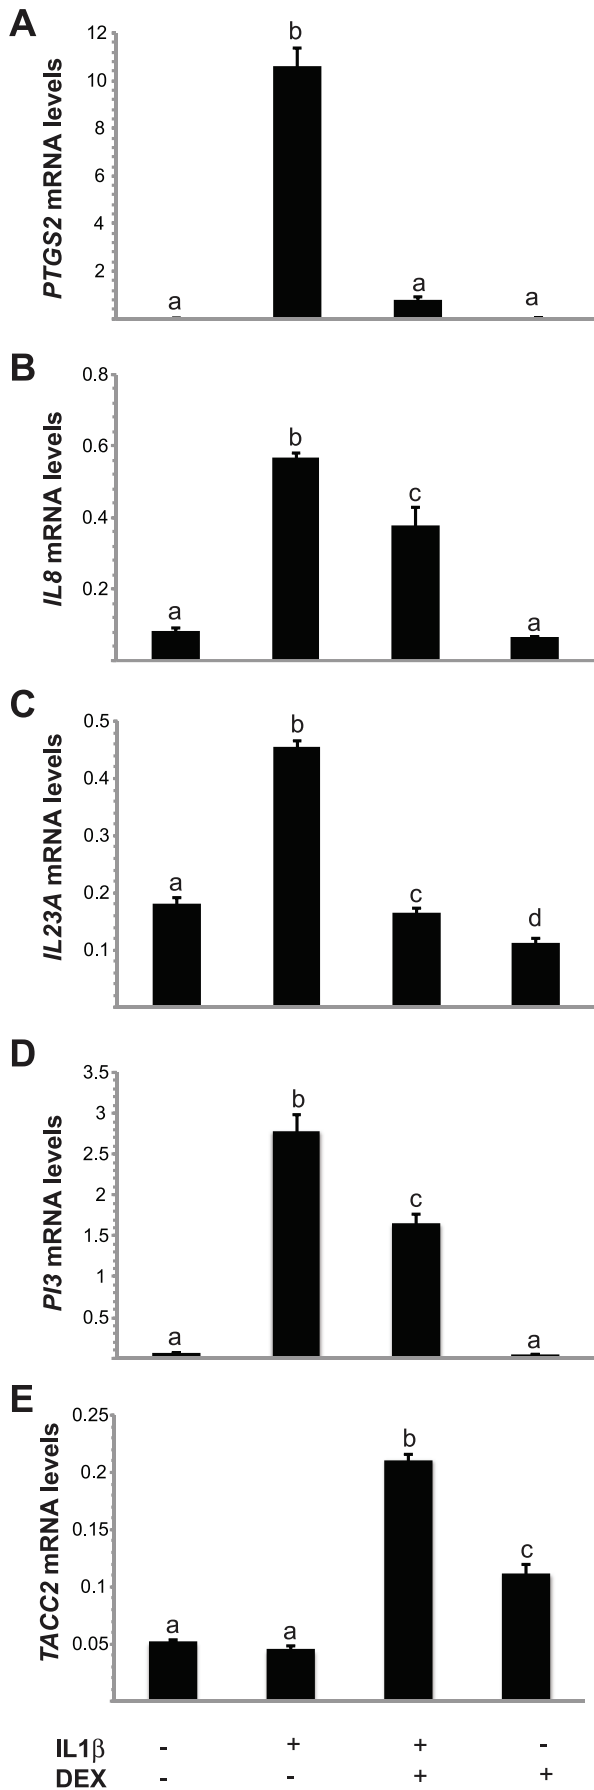 A
PTGS2 mRNA levels
12
10
8
6
4
2
a
b
a
a
B
IL8 mRNA levels
0.8
0.6
0.4
0.2
a
b
c
a
C
IL23A mRNA levels
0.5
0.4
0.3
0.2
0.1
a
b
c
d
D
PI3 mRNA levels
3.5
3
2.5
2
1.5
1
0.5
a
b
c
a
E
TACC2 mRNA levels
0.25
0.2
0.15
0.1
0.05
a
a
b
c
IL1β - + + -
DEX - - + +